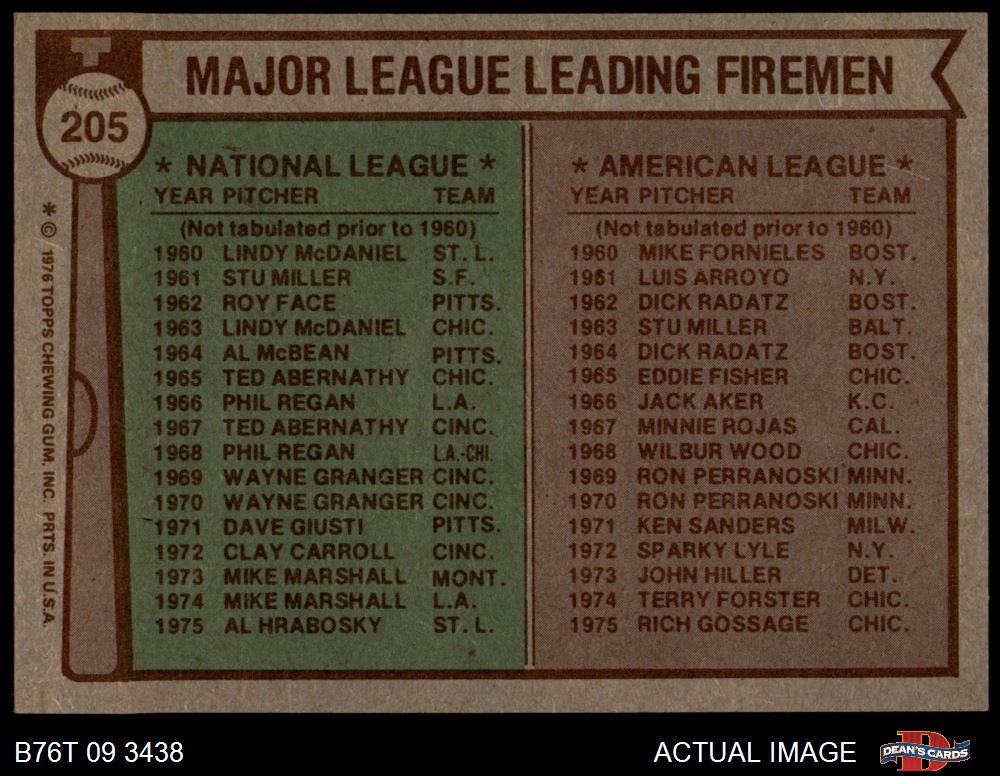 MAJOR LEAGUE LEADING FIREMEN
205
* NATIONAL LEAGUE *
YEAR PITCHER TEAM
(Not tabulated prior to 1960)
1960 LINDY McDANIEL ST. L.
1961 STU MILLER S.F.
1962 ROY FACE PITTS.
1963 LINDY McDANIEL CHIC.
1964 AL McBEAN PITTS.
1965 TED ABERNATHY CHIC.
1966 PHIL REGAN L.A.
1967 TED ABERNATHY CINC.
1968 PHIL REGAN L.A.-CHI.
1969 WAYNE GRANGER CINC.
1970 WAYNE GRANGER CINC.
1971 DAVE GIUSTI PITTS.
1972 CLAY CARROLL CINC.
1973 MIKE MARSHALL MONT.
1974 MIKE MARSHALL L.A.
1975 AL HRABOSKY ST. L.
* AMERICAN LEAGUE *
YEAR PITCHER TEAM
(Not tabulated prior to 1960)
1960 MIKE FORNIELES BOST.
1961 LUIS ARROYO N.Y.
1962 DICK RADATZ BOST.
1963 STU MILLER BALT.
1964 DICK RADATZ BOST.
1965 EDDIE FISHER CHIC.
1966 JACK AKER K.C.
1967 MINNIE ROJAS CAL.
1968 WILBUR WOOD CHIC.
1969 RON PERRANOSKI MINN.
1970 RON PERRANOSKI MINN.
1971 KEN SANDERS MILW.
1972 SPARKY LYLE N.Y.
1973 JOHN HILLER DET.
1974 TERRY FORSTER CHIC.
1975 RICH GOSSAGE CHIC.
* © 1976 TOPPS CHEWING GUM, INC. PRTS. IN U.S.A.
B76T 09 3438
ACTUAL IMAGE
DEAN'S CARDS